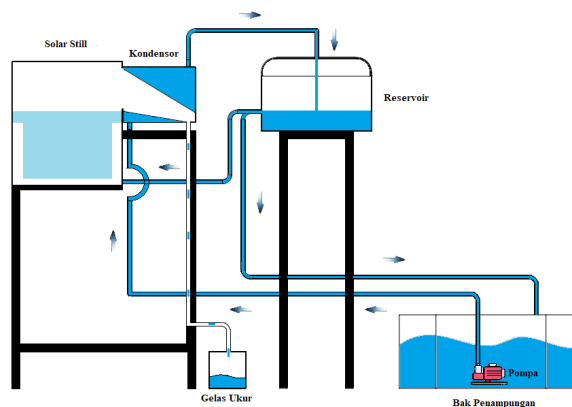 Solar Still
Kondensor
Reservoir
Pompa
Gelas Ukur
Bak Penampungan